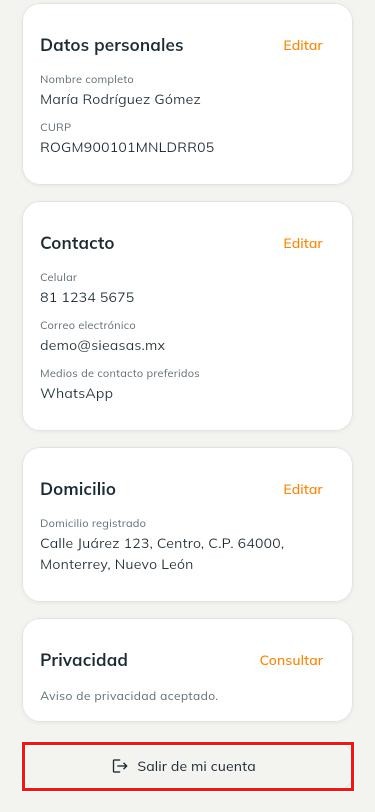 Datos personales
Editar
Nombre completo
María Rodríguez Gómez
CURP
ROGM900101MNLDRR05
Contacto
Editar
Celular
81 1234 5675
Correo electrónico
demo@sieasas.mx
Medios de contacto preferidos
WhatsApp
Domicilio
Editar
Domicilio registrado
Calle Juárez 123, Centro, C.P. 64000,
Monterrey, Nuevo León
Privacidad
Consultar
Aviso de privacidad aceptado.
Salir de mi cuenta